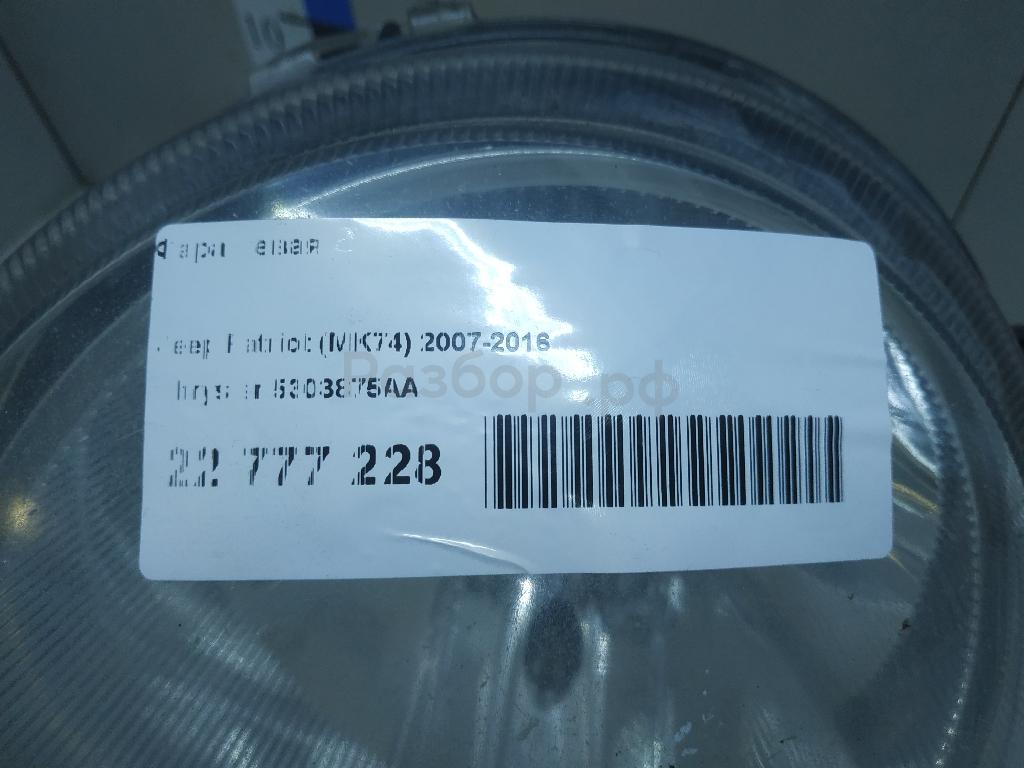 Фара левая
Jeep Patriot (MK74) 2007-2016
Chrysler 5303875AA
Разбор.рф
22 777 228